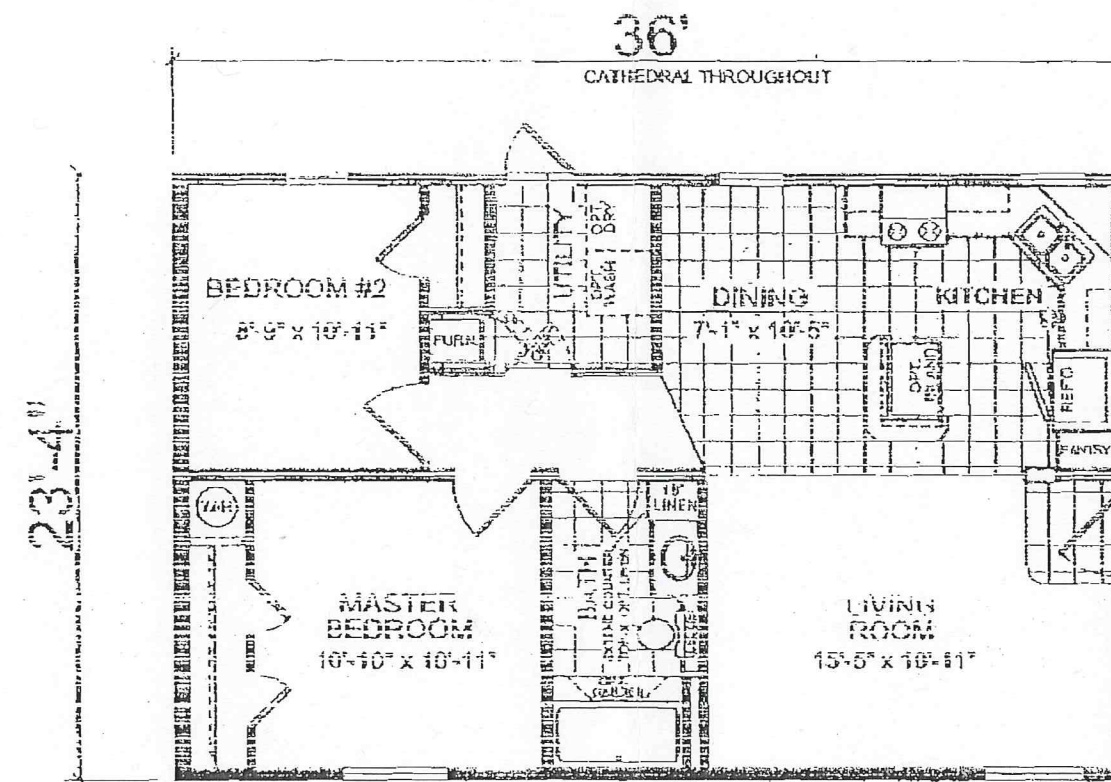 36'
CATHEDRAL THROUGHOUT
23'-4"
BEDROOM #2
8'-9" x 10'-11"
FURN
UTILITY
OPT. WASH
OPT. DRY
DINING
7'-1" x 10'-5"
KITCHEN
OPT.
ISLAND
REFG
PANTRY
W/H
MASTER
BEDROOM
10'-10" x 10'-11"
BATH
18"
LINEN
LIVING
ROOM
15'-5" x 10'-11"